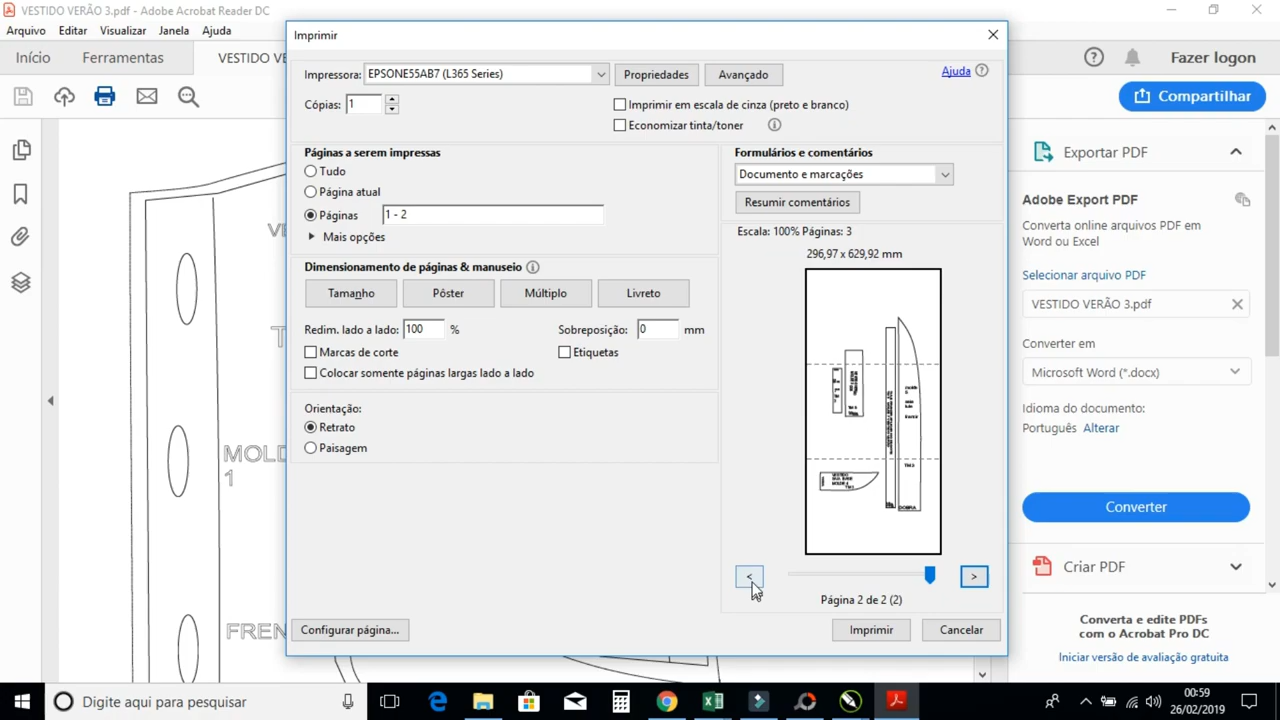 VESTIDO VERÃO 3.pdf - Adobe Acrobat Reader DC
Arquivo Editar Visualizar Janela Ajuda
Início Ferramentas VESTIDO VE
Fazer logon
Compartilhar
Imprimir
Impressora: EPSONE55AB7 (L365 Series) Propriedades Avançado Ajuda
Cópias: 1
Imprimir em escala de cinza (preto e branco)
Economizar tinta/toner
Páginas a serem impressas
Tudo
Página atual
Páginas 1 - 2
Mais opções
Dimensionamento de páginas & manuseio
Tamanho Pôster Múltiplo Livreto
Redim. lado a lado: 100 % Sobreposição: 0 mm
Marcas de corte Etiquetas
Colocar somente páginas largas lado a lado
Orientação:
Retrato
Paisagem
Formulários e comentários
Documento e marcações
Resumir comentários
Escala: 100% Páginas: 3
296,97 x 629,92 mm
TM 3
VESTIDO
MOLDE 4
DOBRA
< >
Página 2 de 2 (2)
Configurar página... Imprimir Cancelar
VE
T
MOLD
1
FREN
Exportar PDF
Adobe Export PDF
Converta online arquivos PDF em
Word ou Excel
Selecionar arquivo PDF
VESTIDO VERÃO 3.pdf
Converter em
Microsoft Word (*.docx)
Idioma do documento:
Português Alterar
Converter
Criar PDF
Converta e edite PDFs
com o Acrobat Pro DC
Iniciar versão de avaliação gratuita
Digite aqui para pesquisar
00:59
26/02/2019